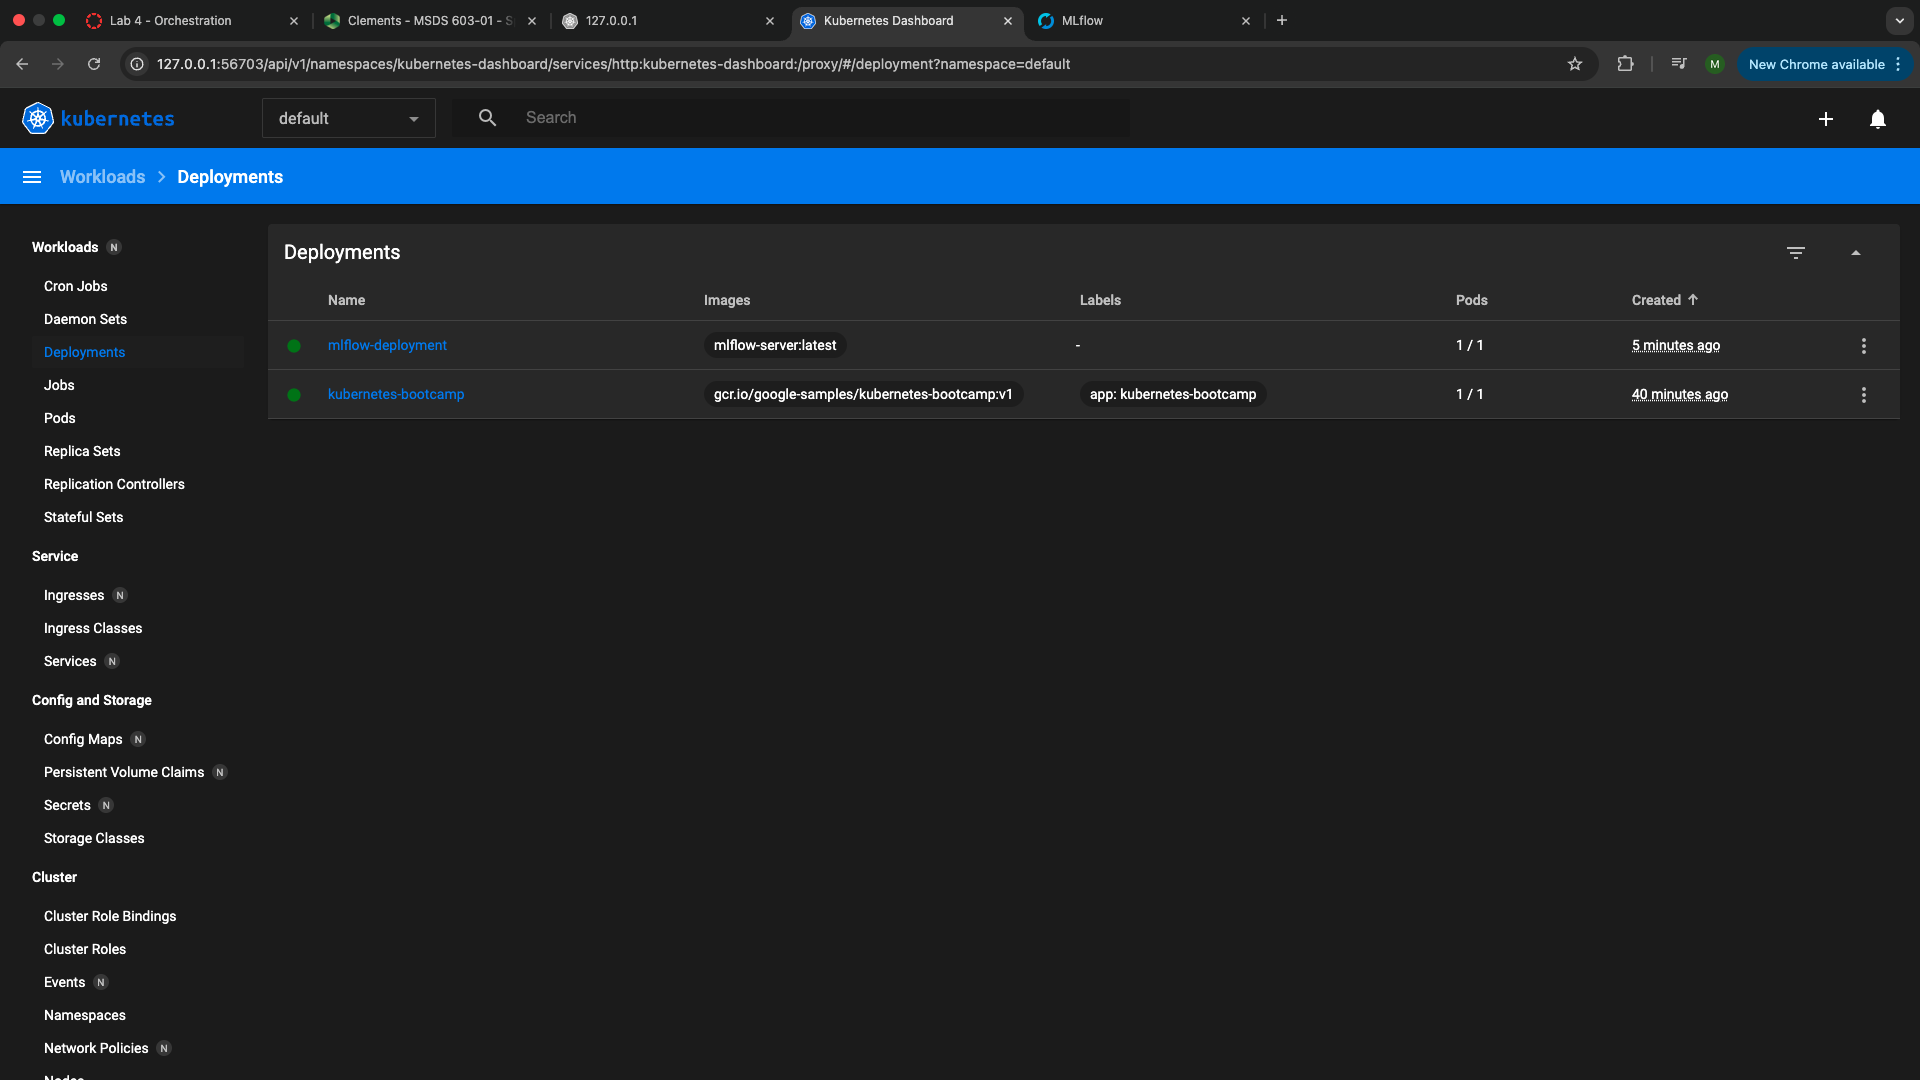 Lab 4 - Orchestration
Clements - MSDS 603-01 - S
127.0.0.1
Kubernetes Dashboard
MLflow
127.0.0.1:56703/api/v1/namespaces/kubernetes-dashboard/services/http:kubernetes-dashboard:/proxy/#/deployment?namespace=default
M
New Chrome available
kubernetes
default
Search
Workloads
Deployments
Workloads N
Cron Jobs
Daemon Sets
Deployments
Jobs
Pods
Replica Sets
Replication Controllers
Stateful Sets
Service
Ingresses N
Ingress Classes
Services N
Config and Storage
Config Maps N
Persistent Volume Claims N
Secrets N
Storage Classes
Cluster
Cluster Role Bindings
Cluster Roles
Events N
Namespaces
Network Policies N
Nodes
Deployments
Name Images Labels Pods Created
mlflow-deployment mlflow-server:latest - 1 / 1 5 minutes ago
kubernetes-bootcamp gcr.io/google-samples/kubernetes-bootcamp:v1 app: kubernetes-bootcamp 1 / 1 40 minutes ago